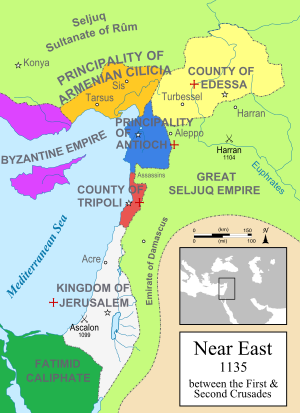 Seljuq
Sultanate of Rûm
Konya
PRINCIPALITY OF
ARMENIAN CILICIA
Sis
Tarsus
COUNTY OF
EDESSA
Turbessel
Harran
PRINCIPALITY
OF
ANTIOCH
Aleppo
Harran
1104
BYZANTINE EMPIRE
Assassins
GREAT
SELJUQ EMPIRE
Euphrates
COUNTY OF
TRIPOLI
Mediterranean Sea
Emirate of Damascus
Acre
KINGDOM OF
JERUSALEM
Ascalon
1099
FATIMID
CALIPHATE
0 (km) 100
0 (mi) 100
N
Near East
1135
between the First &
Second Crusades